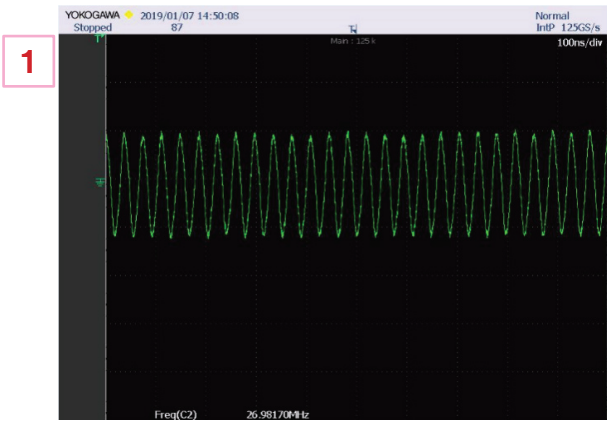 YOKOGAWA 2019/01/07 14:50:08 Normal
Stopped 87 IntP 125GS/s
Main : 125 k 100ns/div
1
Freq(C2) 26.98170MHz